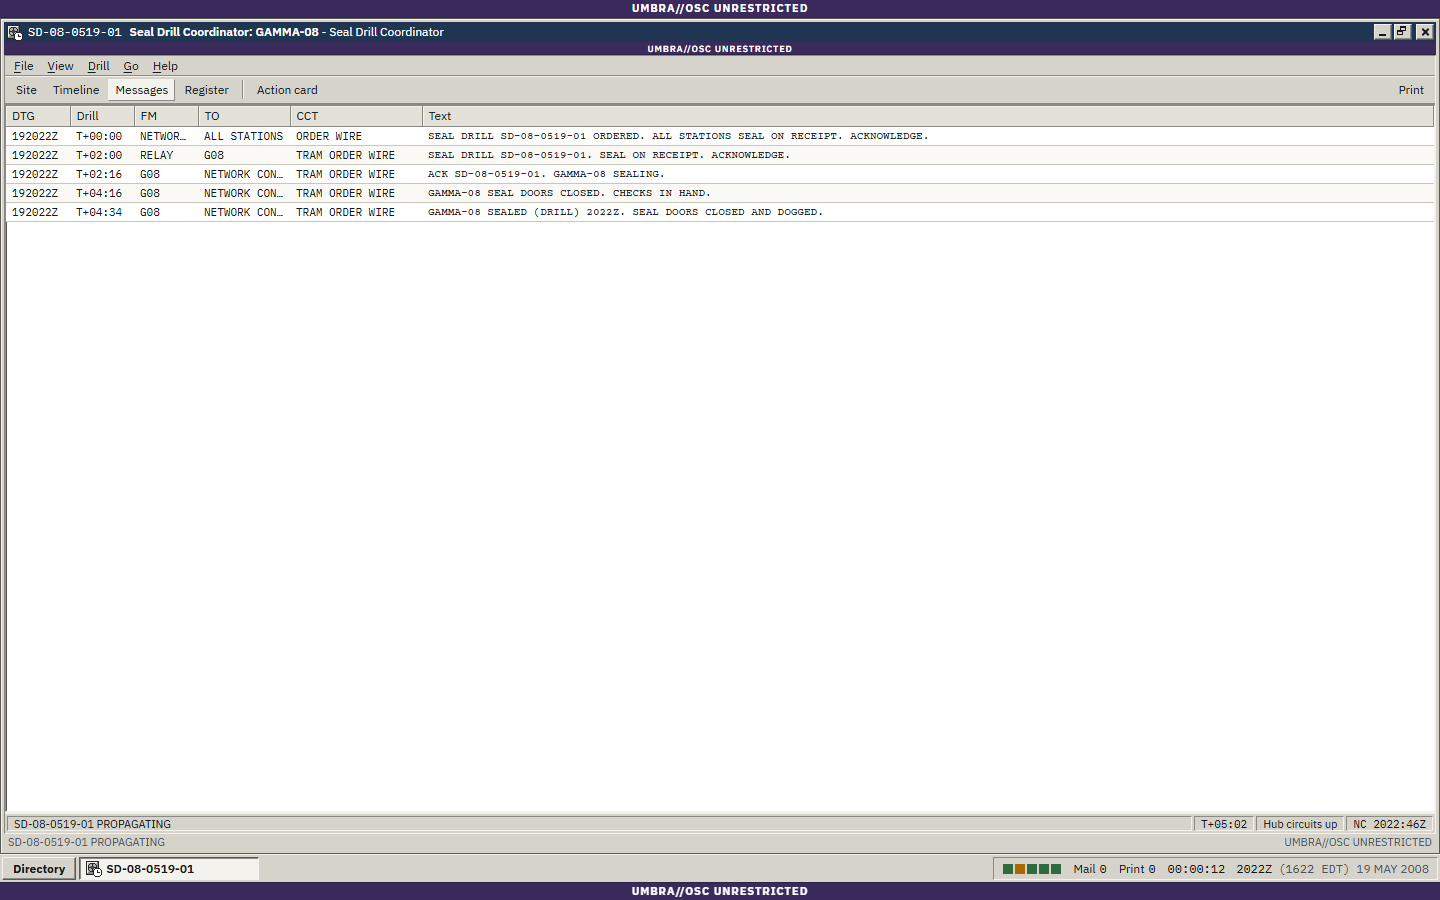 UMBRA//OSC UNRESTRICTED
SD-08-0519-01 Seal Drill Coordinator: GAMMA-08 - Seal Drill Coordinator
UMBRA//OSC UNRESTRICTED
File View Drill Go Help
Site Timeline Messages Register Action card Print
DTG Drill FM TO CCT Text
192022Z T+00:00 NETWOR… ALL STATIONS ORDER WIRE SEAL DRILL SD-08-0519-01 ORDERED. ALL STATIONS SEAL ON RECEIPT. ACKNOWLEDGE.
192022Z T+02:00 RELAY G08 TRAM ORDER WIRE SEAL DRILL SD-08-0519-01. SEAL ON RECEIPT. ACKNOWLEDGE.
192022Z T+02:16 G08 NETWORK CON… TRAM ORDER WIRE ACK SD-08-0519-01. GAMMA-08 SEALING.
192022Z T+04:16 G08 NETWORK CON… TRAM ORDER WIRE GAMMA-08 SEAL DOORS CLOSED. CHECKS IN HAND.
192022Z T+04:34 G08 NETWORK CON… TRAM ORDER WIRE GAMMA-08 SEALED (DRILL) 2022Z. SEAL DOORS CLOSED AND DOGGED.
SD-08-0519-01 PROPAGATING T+05:02 Hub circuits up NC 2022:46Z
SD-08-0519-01 PROPAGATING UMBRA//OSC UNRESTRICTED
Directory SD-08-0519-01 Mail 0 Print 0 00:00:12 2022Z (1622 EDT) 19 MAY 2008
UMBRA//OSC UNRESTRICTED